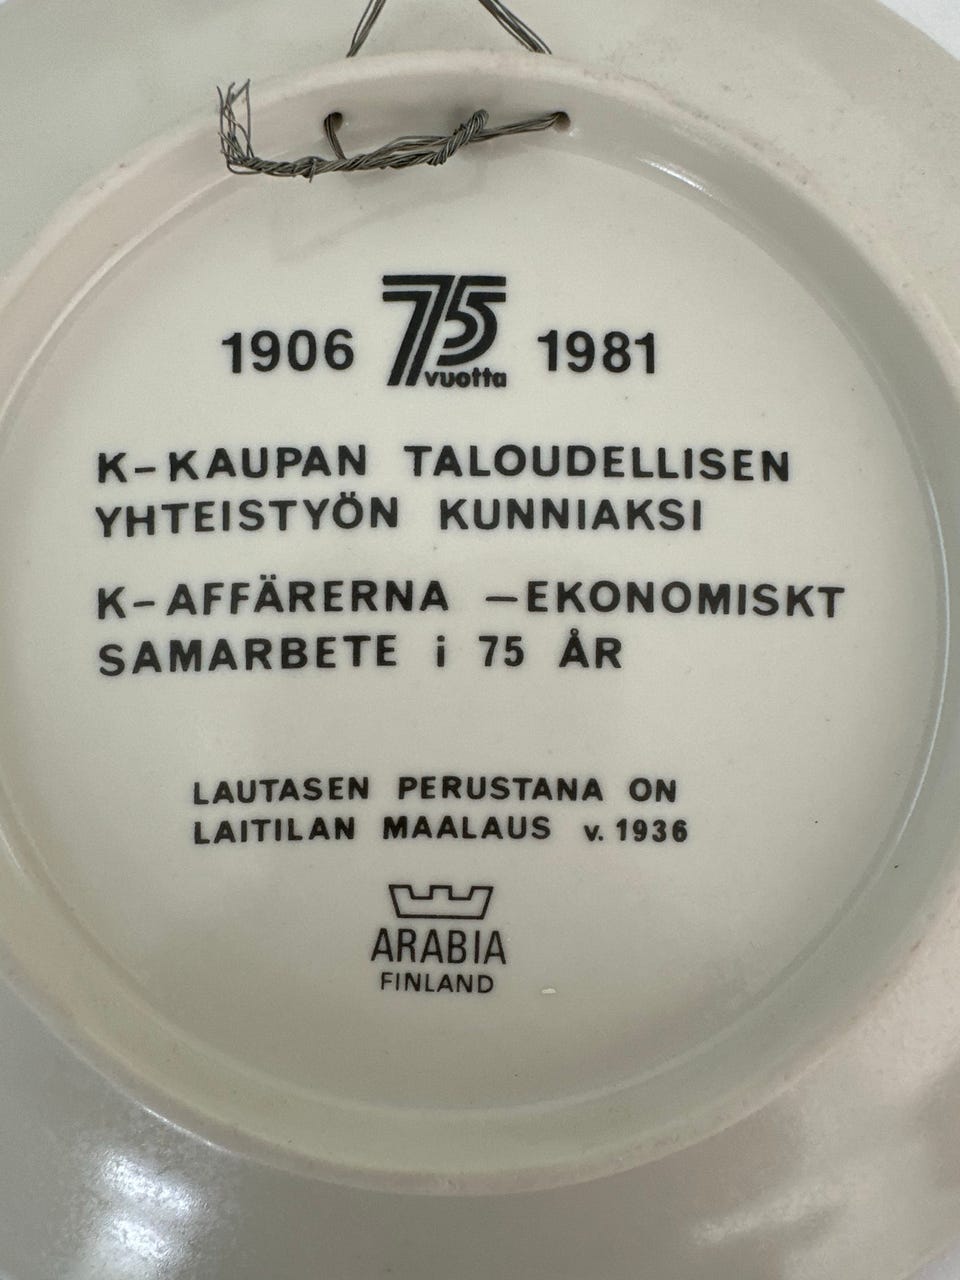 1906 75 vuotta 1981
K-KAUPAN TALOUDELLISEN
YHTEISTYÖN KUNNIAKSI
K-AFFÄRERNA -EKONOMISKT
SAMARBETE i 75 ÅR
LAUTASEN PERUSTANA ON
LAITILAN MAALAUS v. 1936
ARABIA
FINLAND